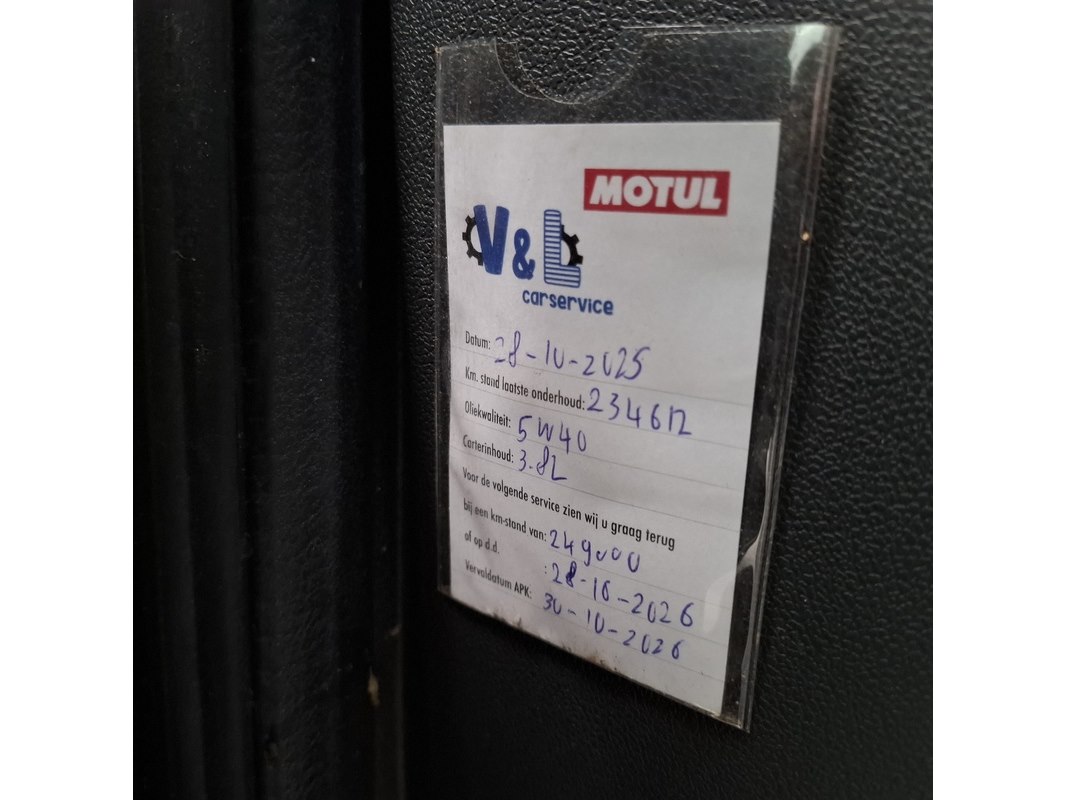 MOTUL
V&L
carservice
Datum: 28-10-2025
Km. stand laatste onderhoud: 234612
Oliekwaliteit: 5W40
Carterinhoud: 3.8L
Voor de volgende service zien wij u graag terug
bij een km-stand van: 249000
of op d.d. : 28-10-2026
Vervaldatum APK: 30-10-2026